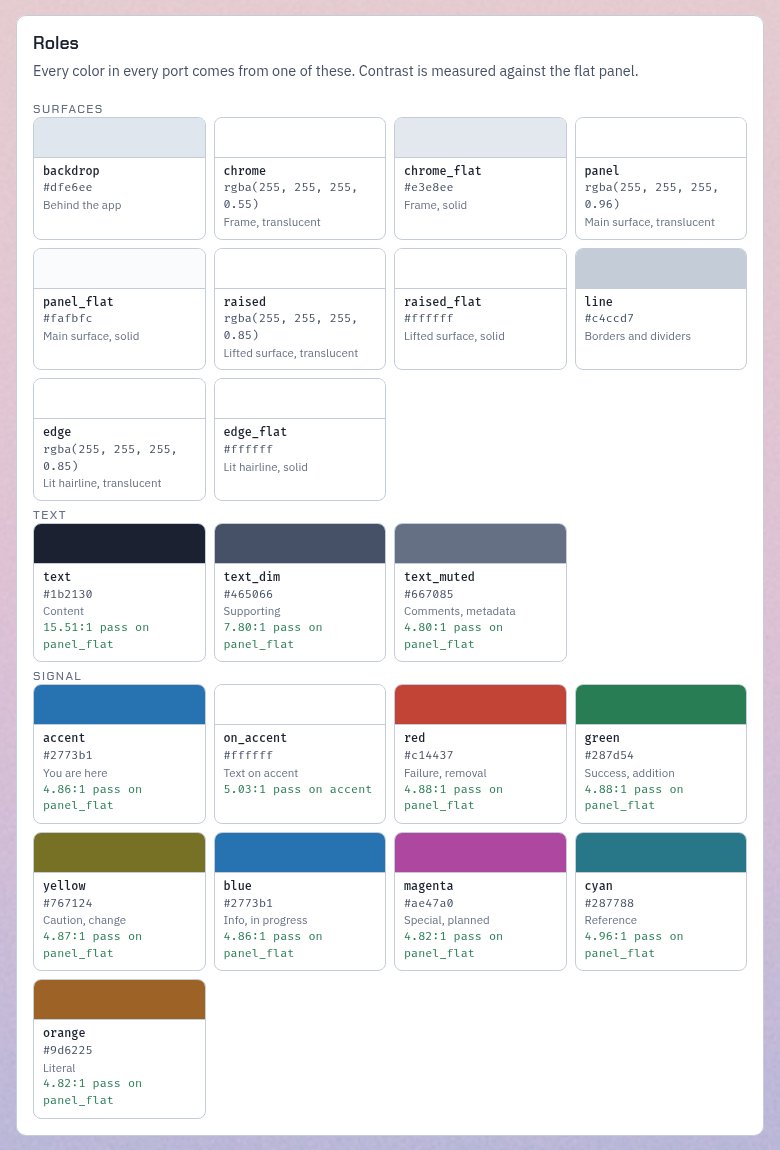 Roles
Every color in every port comes from one of these. Contrast is measured against the flat panel.
SURFACES
backdrop
#dfe6ee
Behind the app
chrome
rgba(255, 255, 255,
0.55)
Frame, translucent
chrome_flat
#e3e8ee
Frame, solid
panel
rgba(255, 255, 255,
0.96)
Main surface, translucent
panel_flat
#fafbfc
Main surface, solid
raised
rgba(255, 255, 255,
0.85)
Lifted surface, translucent
raised_flat
#ffffff
Lifted surface, solid
line
#c4ccd7
Borders and dividers
edge
rgba(255, 255, 255,
0.85)
Lit hairline, translucent
edge_flat
#ffffff
Lit hairline, solid
TEXT
text
#1b2130
Content
15.51:1 pass on
panel_flat
text_dim
#465066
Supporting
7.80:1 pass on
panel_flat
text_muted
#667085
Comments, metadata
4.80:1 pass on
panel_flat
SIGNAL
accent
#2773b1
You are here
4.86:1 pass on
panel_flat
on_accent
#ffffff
Text on accent
5.03:1 pass on accent
red
#c14437
Failure, removal
4.88:1 pass on
panel_flat
green
#287d54
Success, addition
4.88:1 pass on
panel_flat
yellow
#767124
Caution, change
4.87:1 pass on
panel_flat
blue
#2773b1
Info, in progress
4.86:1 pass on
panel_flat
magenta
#ae47a0
Special, planned
4.82:1 pass on
panel_flat
cyan
#287788
Reference
4.96:1 pass on
panel_flat
orange
#9d6225
Literal
4.82:1 pass on
panel_flat